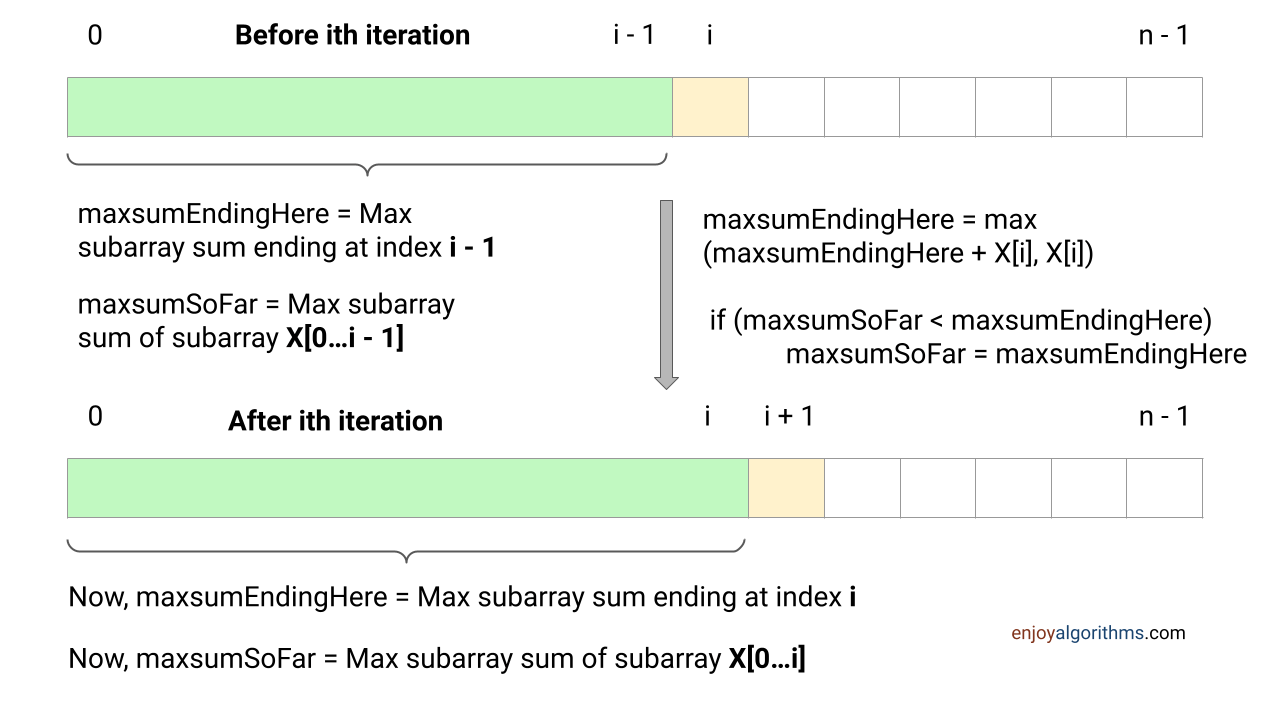 0 Before ith iteration i - 1 i n - 1
maxsumEndingHere = Max
subarray sum ending at index i - 1
maxsumSoFar = Max subarray
sum of subarray X[0...i - 1]
maxsumEndingHere = max
(maxsumEndingHere + X[i], X[i])
if (maxsumSoFar < maxsumEndingHere)
maxsumSoFar = maxsumEndingHere
0 After ith iteration i i + 1 n - 1
Now, maxsumEndingHere = Max subarray sum ending at index i
enjoyalgorithms.com
Now, maxsumSoFar = Max subarray sum of subarray X[0...i]